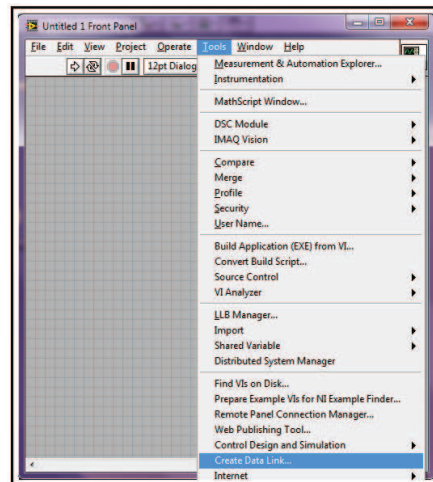 Untitled 1 Front Panel
File Edit View Project Operate Tools Window Help
12pt Dialog
Measurement & Automation Explorer...
Instrumentation
MathScript Window...
DSC Module
IMAQ Vision
Compare
Merge
Profile
Security
User Name...
Build Application (EXE) from VI...
Convert Build Script...
Source Control
VI Analyzer
LLB Manager...
Import
Shared Variable
Distributed System Manager
Find VIs on Disk...
Prepare Example VIs for NI Example Finder...
Remote Panel Connection Manager...
Web Publishing Tool...
Control Design and Simulation
Create Data Link...
Internet